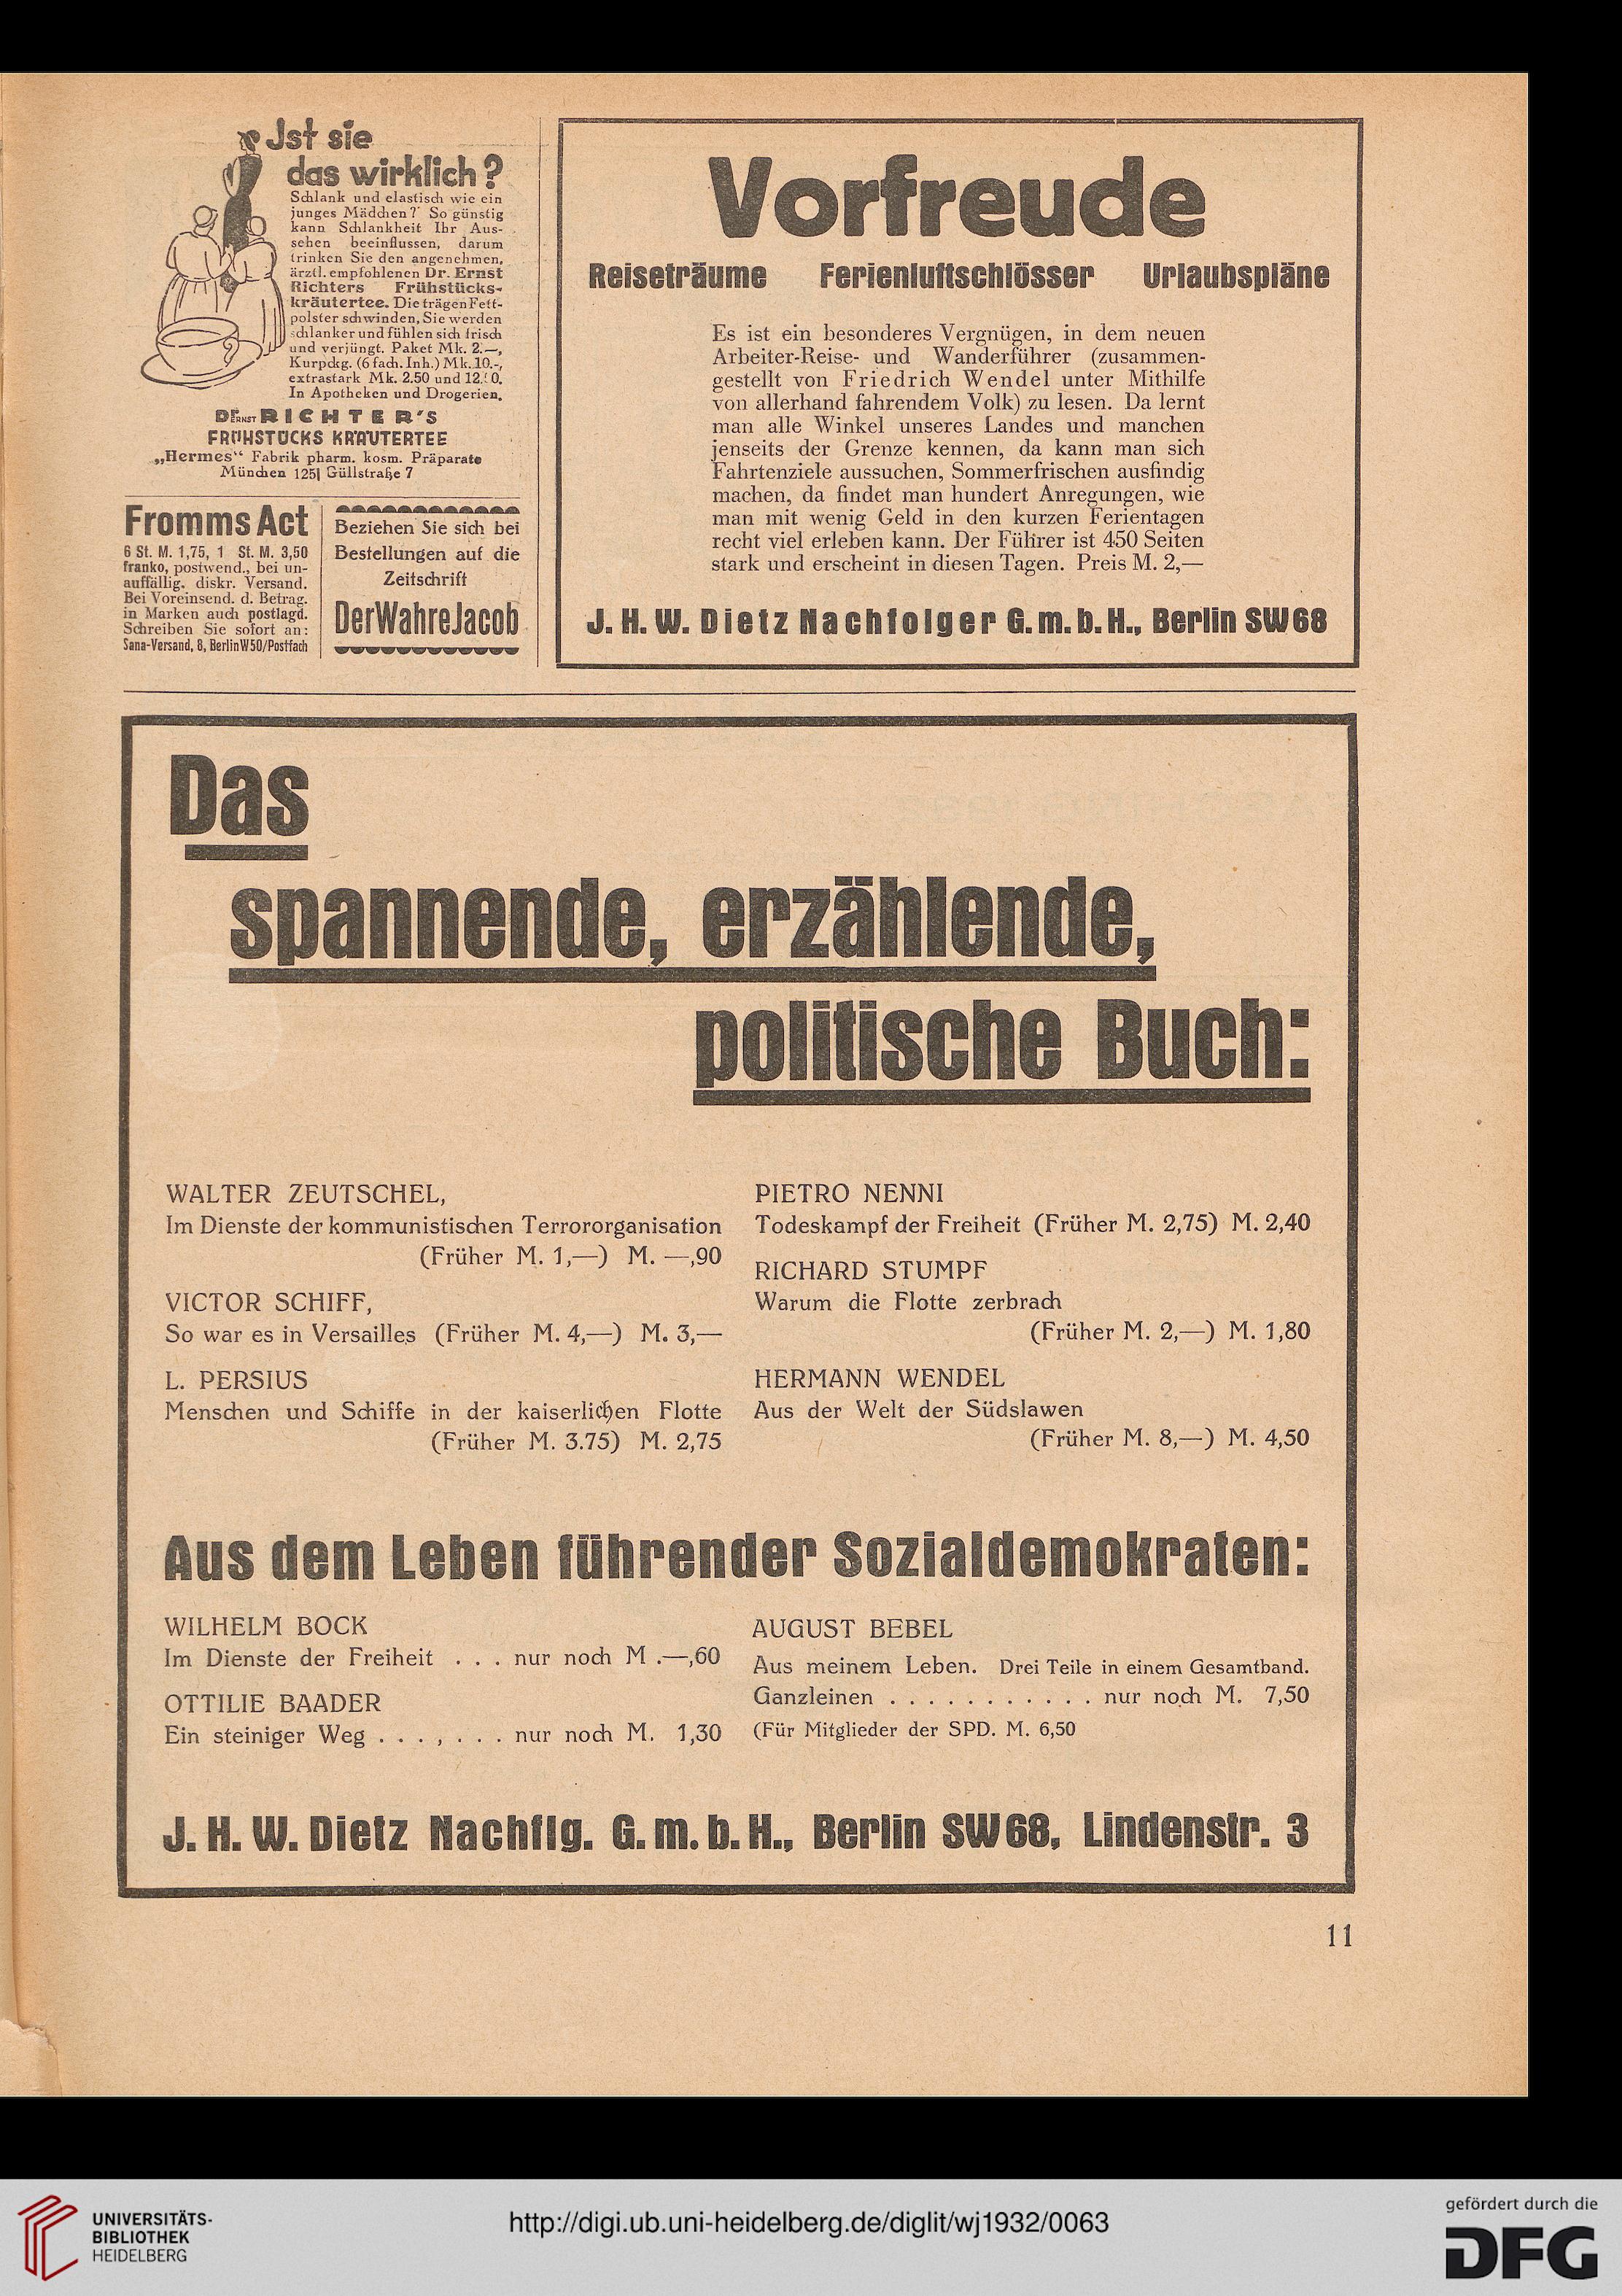 Ist sie
das wirklich?
Schlank und elastisch wie ein
junges Mädchen? So günstig
kann Schlankheit Ihr Aus-
sehen beeinflussen, darum
trinken Sie den angenehmen,
ärztl. empfohlenen Dr. Ernst
Richters Frühstücks-
kräutertee. Die trägen Fett-
polster schwinden, Sie werden
schlanker und fühlen sich frisch
und verjüngt. Paket Mk. 2.—,
Kurpckg. (6 fach. Inh.) Mk. 10.-,
extrastark Mk. 2.50 und
In Apotheken und Drogerien.
DR. ERNST RICHTER'S
FRÜHSTÜCKS KRÄUTERTEE
„Hermes“ Fabrik pharm. kosm. Präparate
München 125 Güllstraße 7
Fromms Act
6 St. M. 1,75, 1 St. M. 3,50
franko, postwend., bei un-
auffällig. diskr. Versand.
Bei Voreinsend. d. Betrag.
in Marken auch postlagd.
Schreiben Sie sofort an:
Sana-Versand, 8, Berlin W 50/Postfach
Beziehen Sie sich bei
Bestellungen auf die
Zeitschrift
Der Wahre Jacob
Vorfreude
Reiseträume Ferienluftschlösser Urlaubspläne
Es ist ein besonderes Vergnügen, in dem neuen
Arbeiter-Reise- und Wanderführer (zusammen-
gestellt von Friedrich Wendel unter Mithilfe
von allerhand fahrendem Volk) zu lesen. Da lernt
man alle Winkel unseres Landes und manchen
jenseits der Grenze kennen, da kann man sich
Fahrtenziele aussuchen, Sommerfrischen ausfindig
machen, da findet man hundert Anregungen, wie
man mit wenig Geld in den kurzen Ferientagen
recht viel erleben kann. Der Führer ist 450 Seiten
stark und erscheint in diesen Tagen. Preis M. 2,—
J. H. W. Dietz Nachfolger G. m. b. H., Berlin SW 68
Das
spannende, erzählende,
politische Buch:
WALTER ZEUTSCHEL,
Im Dienste der kommunistischen Terrororganisation
(Früher M. 1,—) M. —,90
VICTOR SCHIFF,
So war es in Versailles (Früher M. 4,—) M. 3,—
L. PERSIUS
Menschen und Schiffe in der kaiserlichen Flotte
(Früher M. 3.75) M. 2,75
PIETRO NENNI
Todeskampf der Freiheit (Früher M. 2,75) M. 2,40
RICHARD STUMPF
Warum die Flotte zerbrach
(Früher M. 2,—) M. 1,80
HERMANN WENDEL
Aus der Welt der Südslawen
(Früher M. 8,—) M. 4,50
Aus dem Leben führender Sozialdemokraten:
WILHELM BOCK
Im Dienste der Freiheit . . . nur noch M .—,60
OTTILIE BAADER
Ein steiniger Weg . . . , . . . nur noch M. 1,30
AUGUST BEBEL
Aus meinem Leben. Drei Teile in einem Gesamtband.
Ganzleinen . . . . . . . . . . . nur noch M. 7,50
(Für Mitglieder der SPD. M. 6,50
J. H. W. Dietz Nachflg. G. m. b. H., Berlin SW 68, Lindenstr. 3
11
UNIVERSITÄTS-
BIBLIOTHEK
HEIDELBERG
http://digi.ub.uni-heidelberg.de/diglit/wj1932/0063
gefördert durch die
DFG